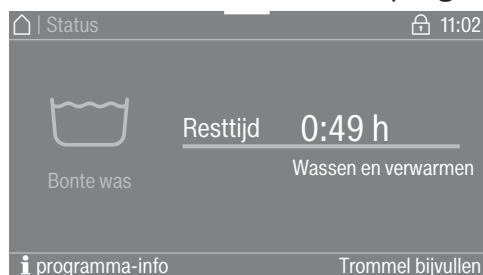 | Status 11:02
Resttijd 0:49 h
Wassen en verwarmen
Bonte was
programma-info Trommel bijvullen